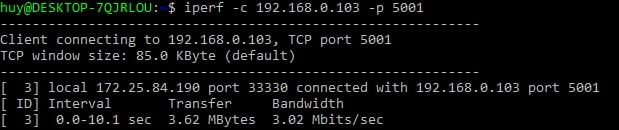 huy@DESKTOP-7QJRLOU:~$ iperf -c 192.168.0.103 -p 5001
------------------------------------------------------------
Client connecting to 192.168.0.103, TCP port 5001
TCP window size: 85.0 KByte (default)
------------------------------------------------------------
[  3] local 172.25.84.190 port 33330 connected with 192.168.0.103 port 5001
[ ID] Interval       Transfer     Bandwidth
[  3]  0.0-10.1 sec  3.62 MBytes  3.02 Mbits/sec